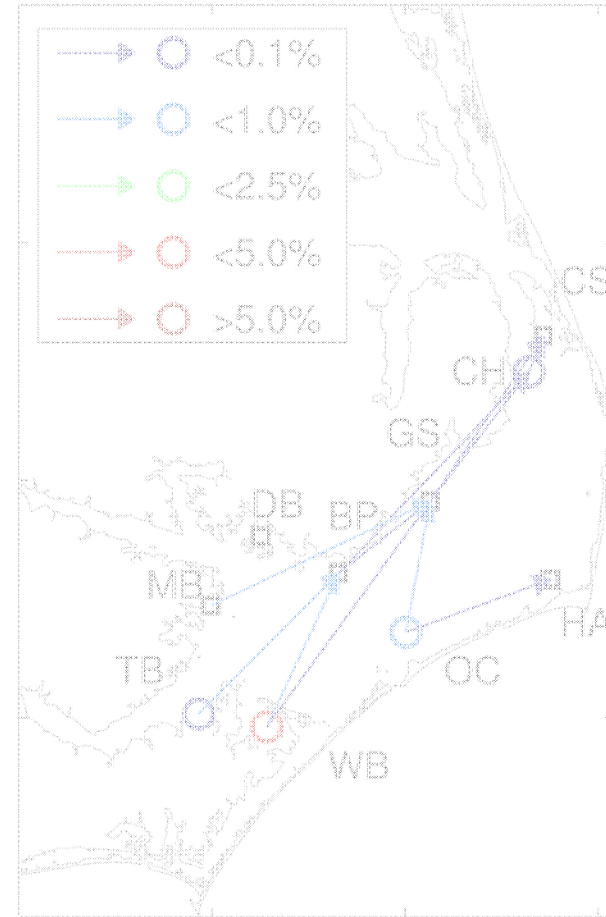 <0.1%
<1.0%
<2.5%
<5.0%
>5.0%
CS
CH
GS
DB
BP
MB
HA
TB
OC
WB